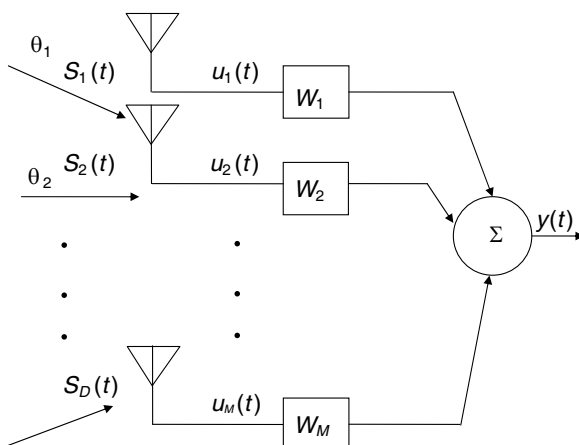 θ1 S1(t) u1(t) W1
θ2 S2(t) u2(t) W2
Σ y(t)
SD(t) uM(t) WM